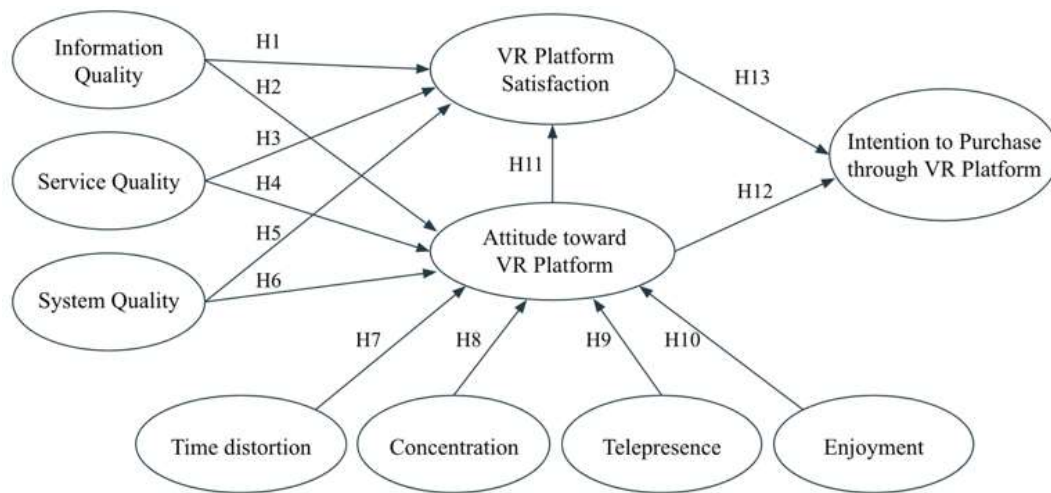 Information
Quality
H1
VR Platform
Satisfaction
H13
H2
H3
Service Quality
H4
H11
Intention to Purchase
through VR Platform
H12
H5
Attitude toward
VR Platform
System Quality
H6
H7
H8
H9
H10
Time distortion
Concentration
Telepresence
Enjoyment